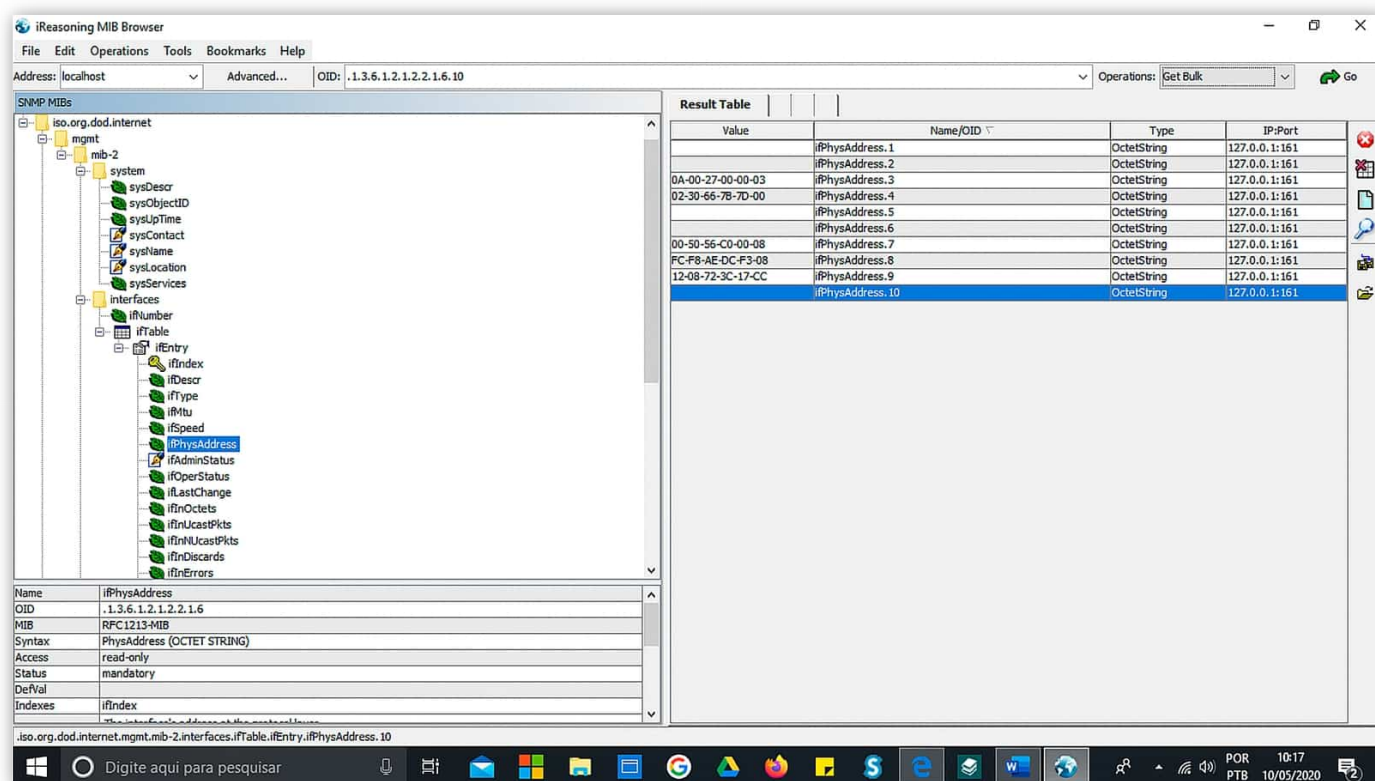 iReasoning MIB Browser
File Edit Operations Tools Bookmarks Help
Address: localhost Advanced... OID: .1.3.6.1.2.1.2.2.1.6.10 Operations: Get Bulk Go
SNMP MIBs
iso.org.dod.internet
mgmt
mib-2
system
sysDescr
sysObjectID
sysUpTime
sysContact
sysName
sysLocation
sysServices
interfaces
ifNumber
ifTable
ifEntry
ifIndex
ifDescr
ifType
ifMtu
ifSpeed
ifPhysAddress
ifAdminStatus
ifOperStatus
ifLastChange
ifInOctets
ifInUcastPkts
ifInNUcastPkts
ifInDiscards
ifInErrors
Name ifPhysAddress
OID .1.3.6.1.2.1.2.2.1.6
MIB RFC1213-MIB
Syntax PhysAddress (OCTET STRING)
Access read-only
Status mandatory
DefVal
Indexes ifIndex
Result Table
Value Name/OID Type IP:Port
ifPhysAddress.1 OctetString 127.0.0.1:161
ifPhysAddress.2 OctetString 127.0.0.1:161
0A-00-27-00-00-03 ifPhysAddress.3 OctetString 127.0.0.1:161
02-30-66-7B-7D-00 ifPhysAddress.4 OctetString 127.0.0.1:161
ifPhysAddress.5 OctetString 127.0.0.1:161
ifPhysAddress.6 OctetString 127.0.0.1:161
00-50-56-C0-00-08 ifPhysAddress.7 OctetString 127.0.0.1:161
FC-F8-AE-DC-F3-08 ifPhysAddress.8 OctetString 127.0.0.1:161
12-08-72-3C-17-CC ifPhysAddress.9 OctetString 127.0.0.1:161
ifPhysAddress.10 OctetString 127.0.0.1:161
.iso.org.dod.internet.mgmt.mib-2.interfaces.ifTable.ifEntry.ifPhysAddress.10
Digite aqui para pesquisar
POR 10:17
PTB 10/05/2020